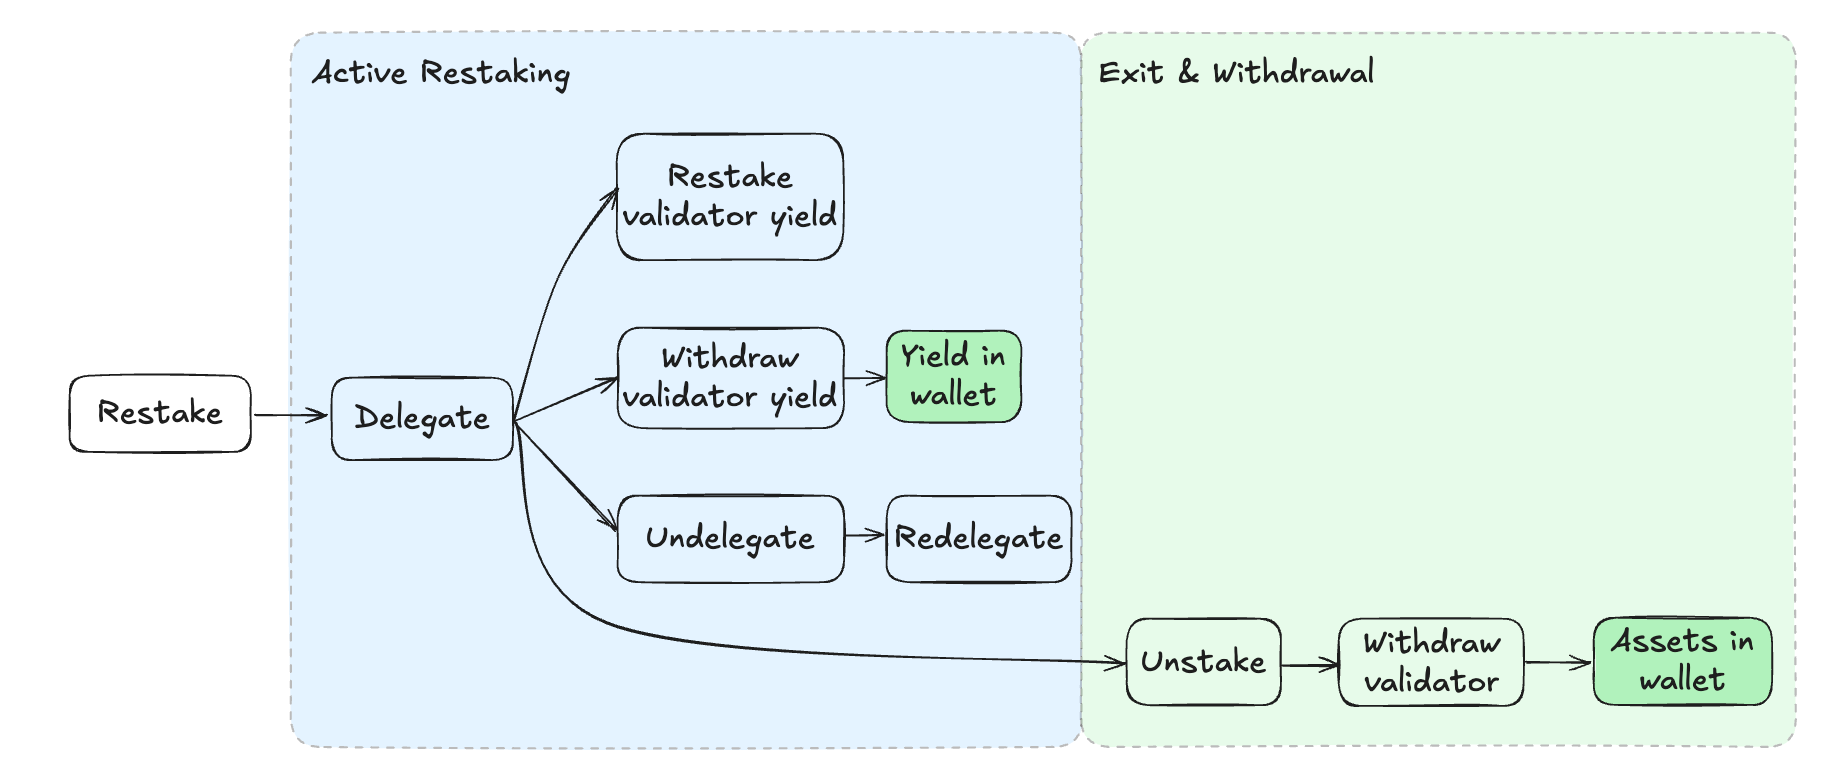 Active Restaking
Exit & Withdrawal
Restake
validator yield
Withdraw
validator yield
Yield in
wallet
Restake
Delegate
Undelegate
Redelegate
Unstake
Withdraw
validator
Assets in
wallet